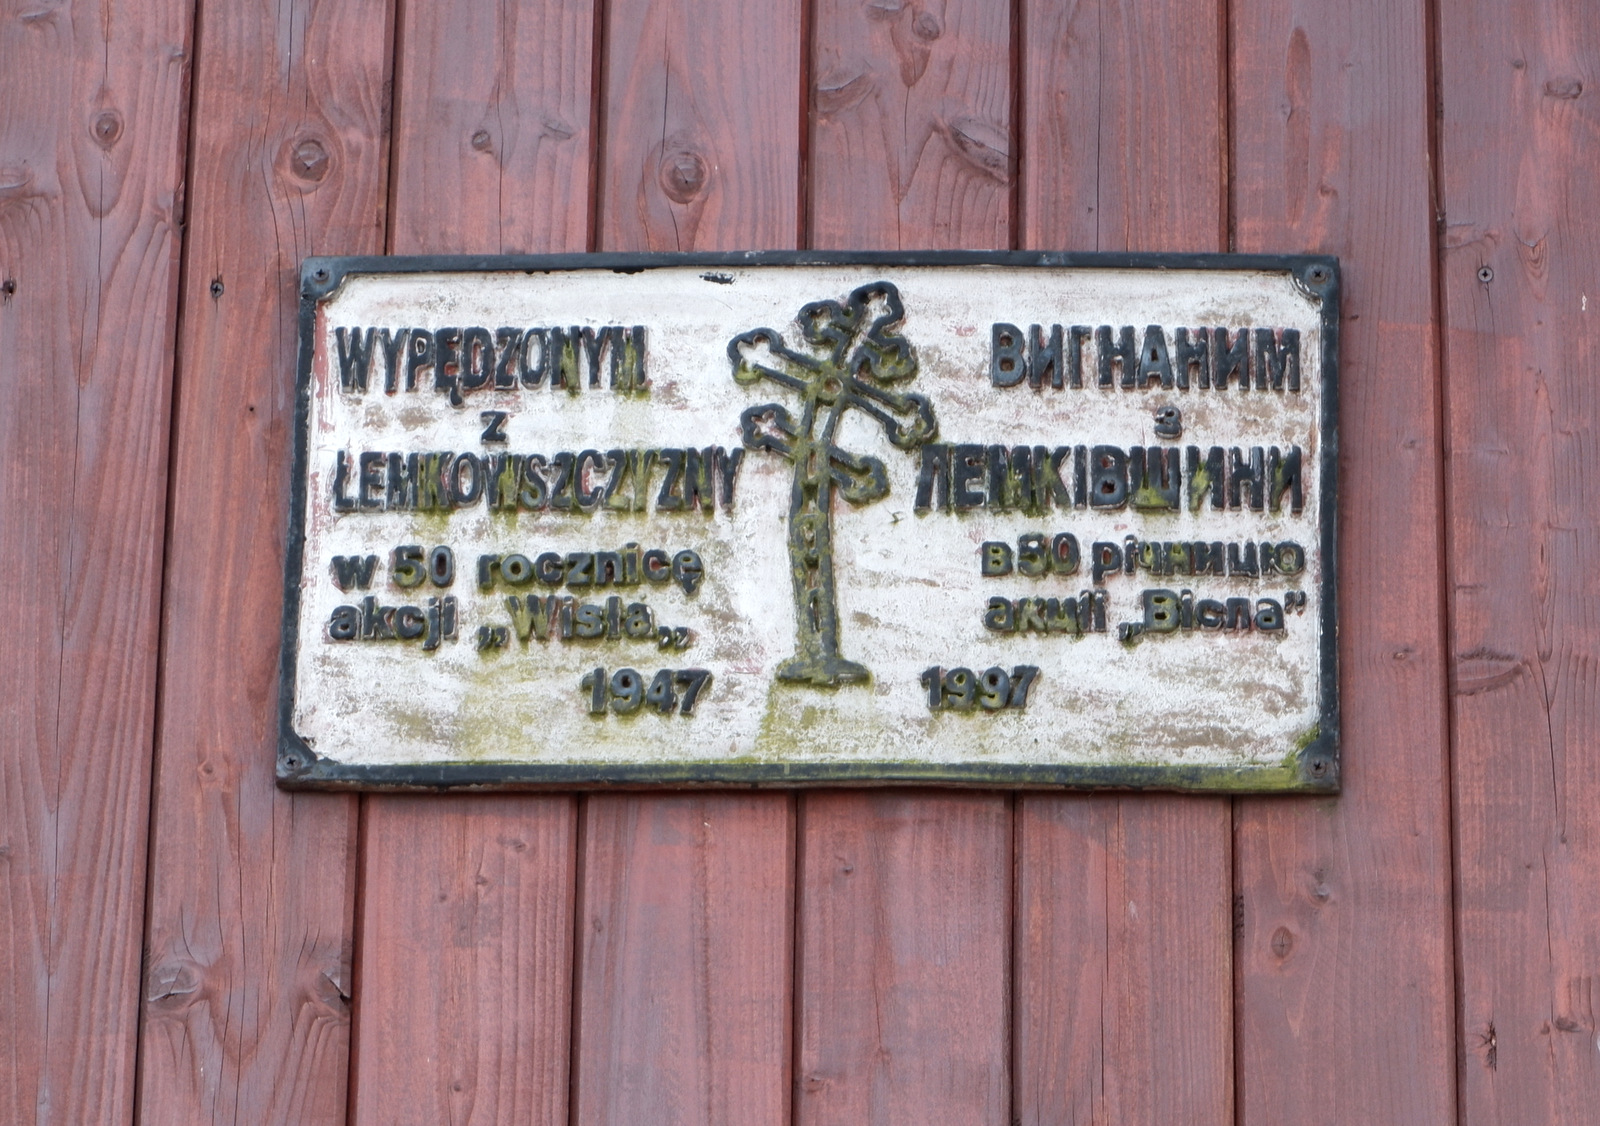 WYPĘDZONYM
z
ŁEMKOWSZCZYZNY
w 50 rocznicę
akcji „Wisła„
1947
ВИГНАНИМ
з
ЛЕМКІВЩИНИ
в 50 річницю
акції „Вісла”
1997